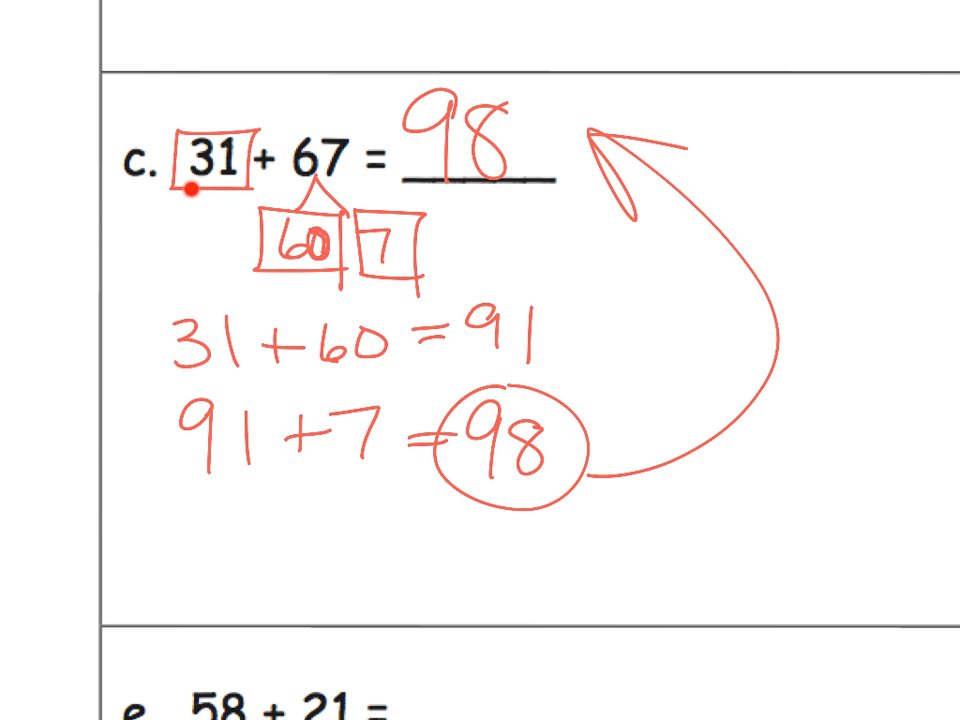 c. 31 + 67 = 98
60 7
31 + 60 = 91
91 + 7 = 98
e. 58 + 21 =